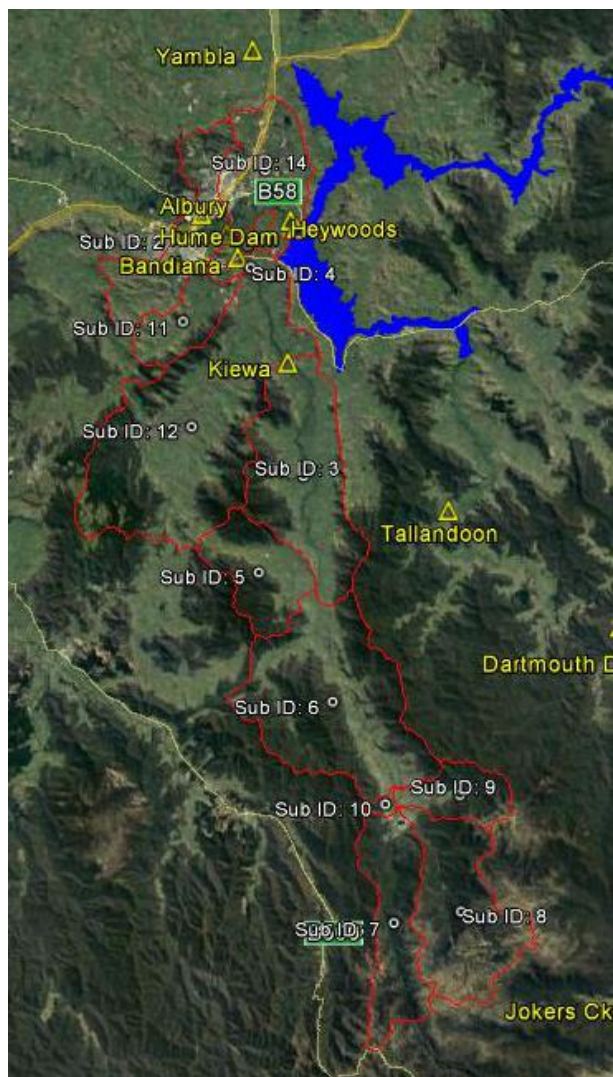 Yambla
Sub ID: 14
B58
Albury
Sub ID: 2
Hume Dam
Heywoods
Bandiana
Sub ID: 4
Sub ID: 11
Kiewa
Sub ID: 12
Sub ID: 3
Tallandoon
Sub ID: 5
Dartmouth D
Sub ID: 6
Sub ID: 9
Sub ID: 10
Sub ID: 8
Sub ID: 7
Jokers Ck